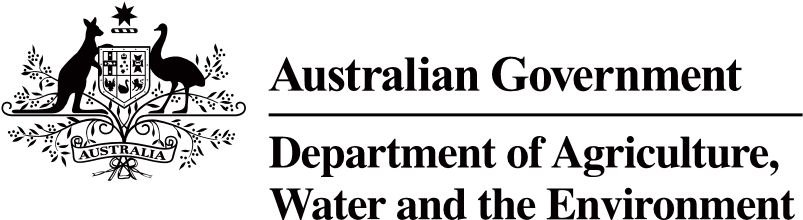 AUSTRALIA
Australian Government
Department of Agriculture,
Water and the Environment